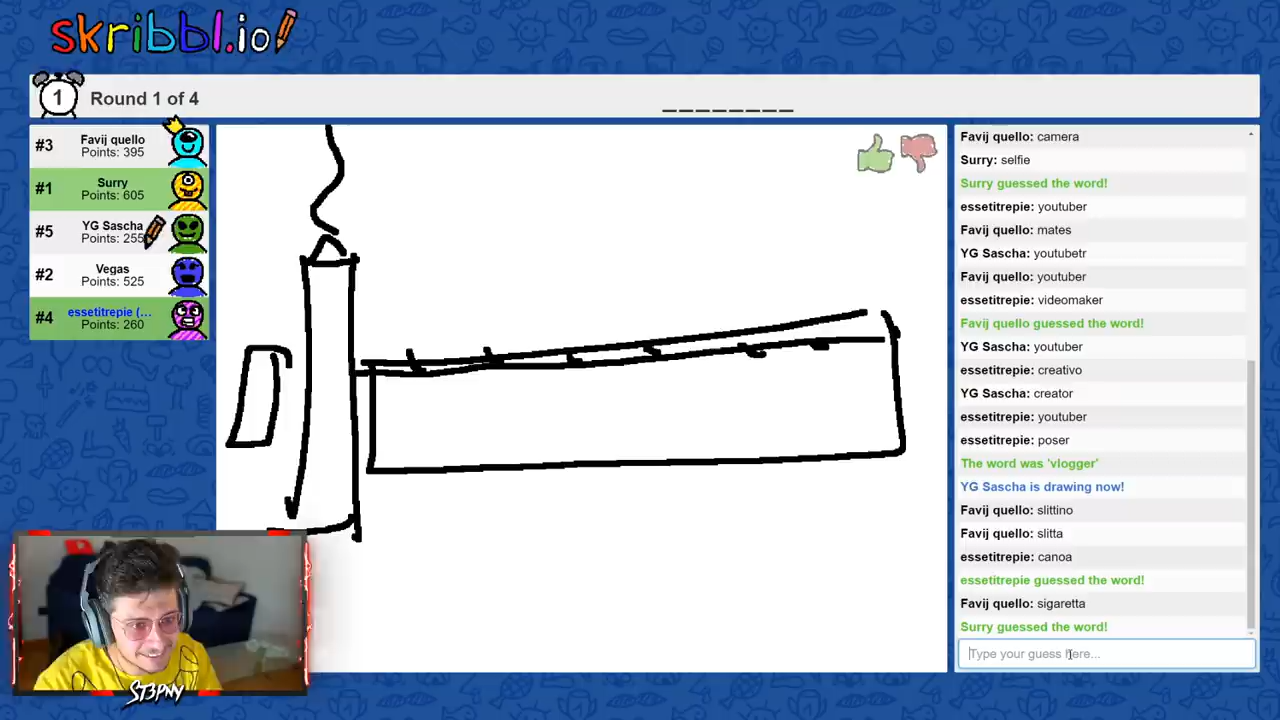 skribbl.io
1
Round 1 of 4
________
#3
Favij quello
Points: 395
#1
Surry
Points: 605
#5
YG Sascha
Points: 255
#2
Vegas
Points: 525
#4
essetitrepie (...
Points: 260
Favij quello: camera
Surry: selfie
Surry guessed the word!
essetitrepie: youtuber
Favij quello: mates
YG Sascha: youtubetr
Favij quello: youtuber
essetitrepie: videomaker
Favij quello guessed the word!
YG Sascha: youtuber
essetitrepie: creativo
YG Sascha: creator
essetitrepie: youtuber
essetitrepie: poser
The word was 'vlogger'
YG Sascha is drawing now!
Favij quello: slittino
Favij quello: slitta
essetitrepie: canoa
essetitrepie guessed the word!
Favij quello: sigaretta
Surry guessed the word!
Type your guess here...
ST3PNY